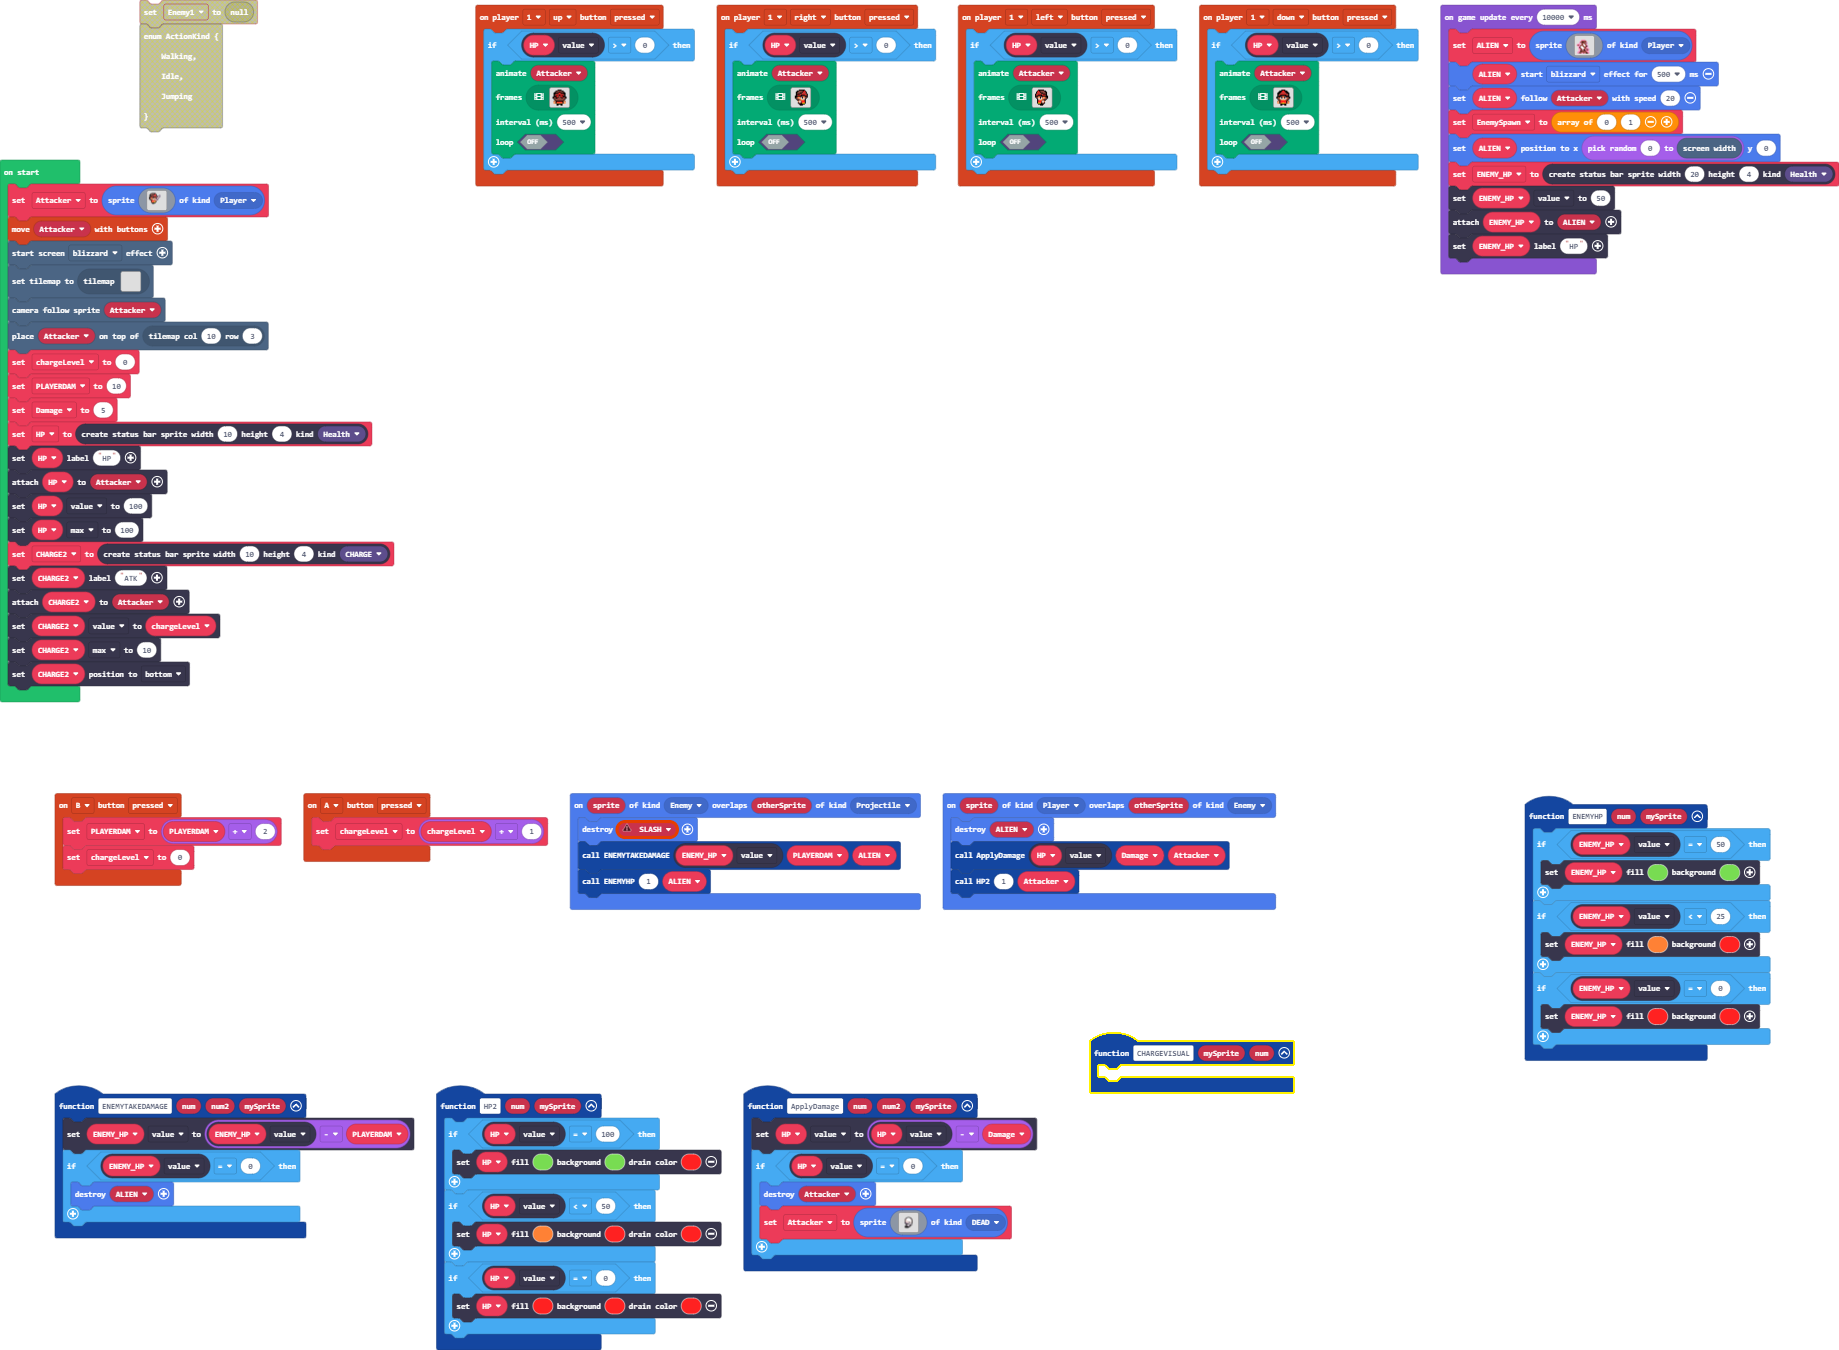 set Enemy1 to null
enum ActionKind {
Walking,
Idle,
Jumping
}
on start
set Attacker to sprite of kind Player
move Attacker with buttons
start screen blizzard effect
set tilemap to tilemap
camera follow sprite Attacker
place Attacker on top of tilemap col 10 row 3
set chargeLevel to 0
set PLAYERDAM to 10
set Damage to 5
set HP to create status bar sprite width 10 height 4 kind Health
set HP label "HP"
attach HP to Attacker
set HP value to 100
set HP max to 100
set CHARGE2 to create status bar sprite width 10 height 4 kind CHARGE
set CHARGE2 label "ATK"
attach CHARGE2 to Attacker
set CHARGE2 value to chargeLevel
set CHARGE2 max to 10
set CHARGE2 position to bottom
on player 1 up button pressed
if HP value > 0 then
animate Attacker
frames
interval (ms) 500
loop OFF
on player 1 right button pressed
if HP value > 0 then
animate Attacker
frames
interval (ms) 500
loop OFF
on player 1 left button pressed
if HP value > 0 then
animate Attacker
frames
interval (ms) 500
loop OFF
on player 1 down button pressed
if HP value > 0 then
animate Attacker
frames
interval (ms) 500
loop OFF
on game update every 10000 ms
set ALIEN to sprite of kind Player
ALIEN start blizzard effect for 500 ms
set ALIEN follow Attacker with speed 20
set EnemySpawn to array of 0 1
set ALIEN position to x pick random 0 to screen width y 0
set ENEMY_HP to create status bar sprite width 20 height 4 kind Health
set ENEMY_HP value to 50
attach ENEMY_HP to ALIEN
set ENEMY_HP label "HP"
on B button pressed
set PLAYERDAM to PLAYERDAM + 2
set chargeLevel to 0
on A button pressed
set chargeLevel to chargeLevel + 1
on sprite of kind Enemy overlaps otherSprite of kind Projectile
destroy SLASH
call ENEMYTAKEDAMAGE ENEMY_HP value PLAYERDAM ALIEN
call ENEMYHP 1 ALIEN
on sprite of kind Player overlaps otherSprite of kind Enemy
destroy ALIEN
call ApplyDamage HP value Damage Attacker
call HP2 1 Attacker
function ENEMYHP num mySprite
if ENEMY_HP value = 50 then
set ENEMY_HP fill background
if ENEMY_HP value < 25 then
set ENEMY_HP fill background
if ENEMY_HP value = 0 then
set ENEMY_HP fill background
function CHARGEVISUAL mySprite num
function ENEMYTAKEDAMAGE num num2 mySprite
set ENEMY_HP value to ENEMY_HP value - PLAYERDAM
if ENEMY_HP value = 0 then
destroy ALIEN
function HP2 num mySprite
if HP value = 100 then
set HP fill background drain color
if HP value < 50 then
set HP fill background drain color
if HP value = 0 then
set HP fill background drain color
function ApplyDamage num num2 mySprite
set HP value to HP value - Damage
if HP value = 0 then
destroy Attacker
set Attacker to sprite of kind DEAD